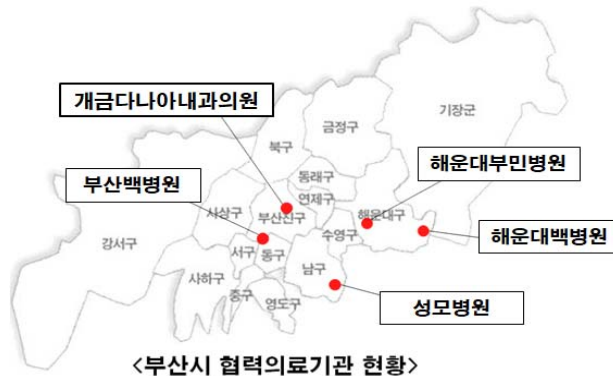 개금다나아내과의원
기장군
금정구
북구
해운대부민병원
동래구
부산백병원
연제구
사상구
부산진구
해운대구
수영구
해운대백병원
강서구
서구
동구
남구
사하구
중구
영도구
성모병원
<부산시 협력의료기관 현황>